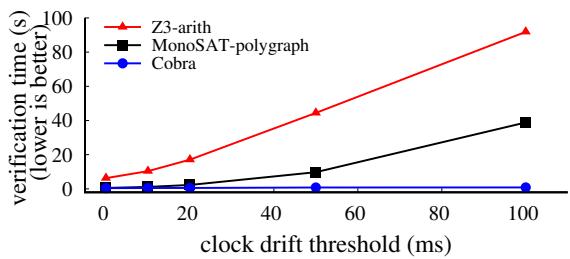 verification time (s)
(lower is better)
100
80
60
40
20
0
Z3-arith
MonoSAT-polygraph
Cobra
0 20 40 60 80 100
clock drift threshold (ms)